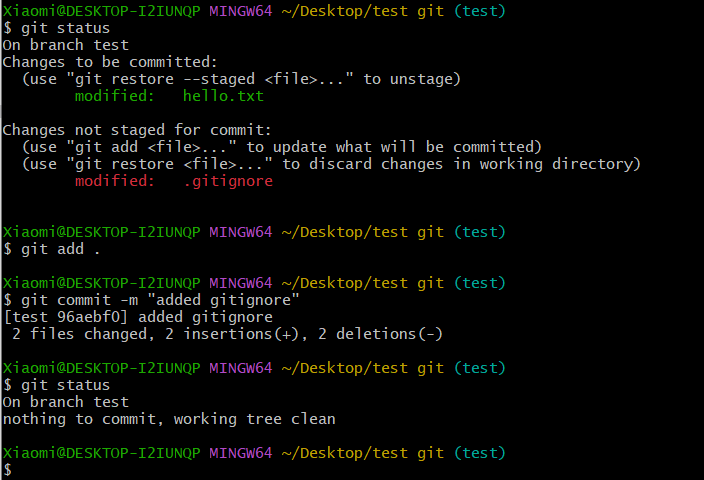 Xiaomi@DESKTOP-I2IUNQP MINGW64 ~/Desktop/test git (test)
$ git status
On branch test
Changes to be committed:
  (use "git restore --staged <file>..." to unstage)
        modified:   hello.txt

Changes not staged for commit:
  (use "git add <file>..." to update what will be committed)
  (use "git restore <file>..." to discard changes in working directory)
        modified:   .gitignore


Xiaomi@DESKTOP-I2IUNQP MINGW64 ~/Desktop/test git (test)
$ git add .

Xiaomi@DESKTOP-I2IUNQP MINGW64 ~/Desktop/test git (test)
$ git commit -m "added gitignore"
[test 96aebf0] added gitignore
 2 files changed, 2 insertions(+), 2 deletions(-)

Xiaomi@DESKTOP-I2IUNQP MINGW64 ~/Desktop/test git (test)
$ git status
On branch test
nothing to commit, working tree clean

Xiaomi@DESKTOP-I2IUNQP MINGW64 ~/Desktop/test git (test)
$